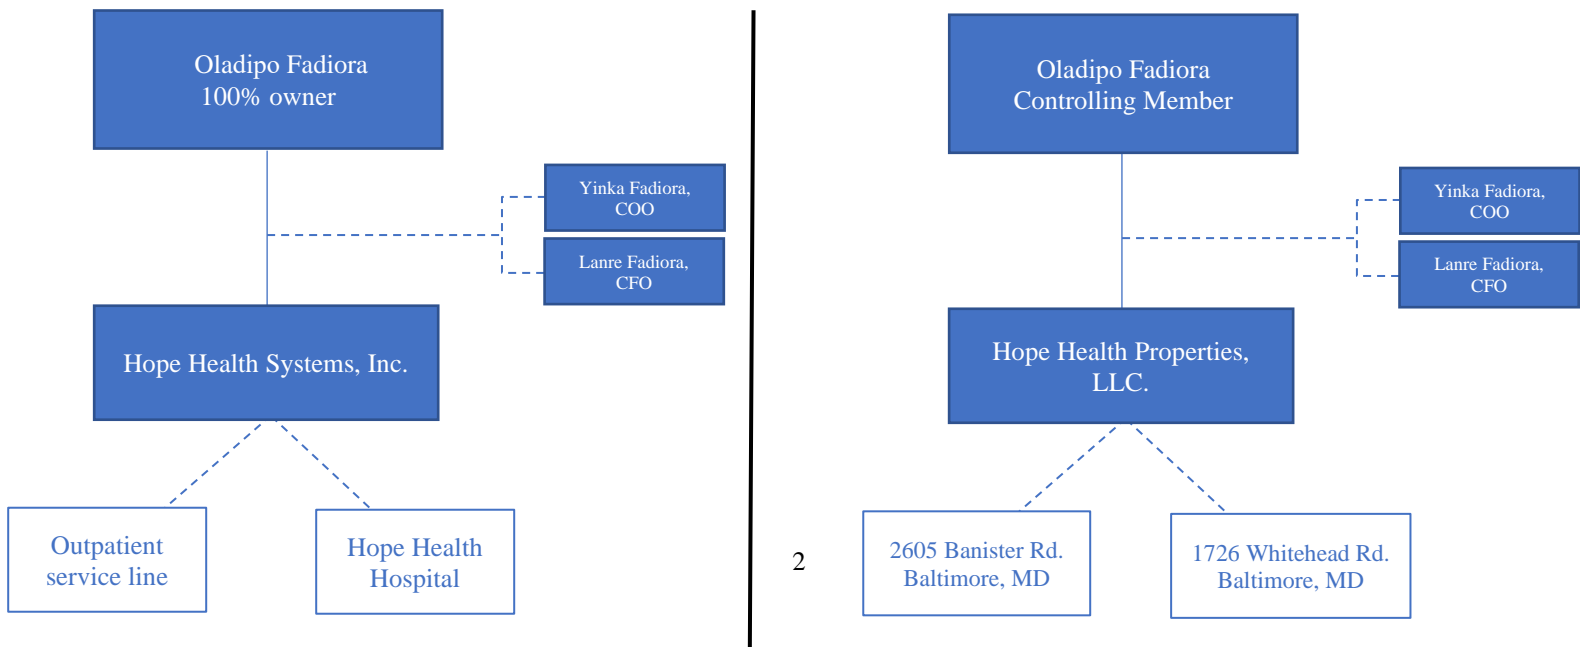 Oladipo Fadiora
100% owner
Yinka Fadiora,
COO
Lanre Fadiora,
CFO
Hope Health Systems, Inc.
Outpatient
service line
Hope Health
Hospital
2
Oladipo Fadiora
Controlling Member
Yinka Fadiora,
COO
Lanre Fadiora,
CFO
Hope Health Properties,
LLC.
2605 Banister Rd.
Baltimore, MD
1726 Whitehead Rd.
Baltimore, MD